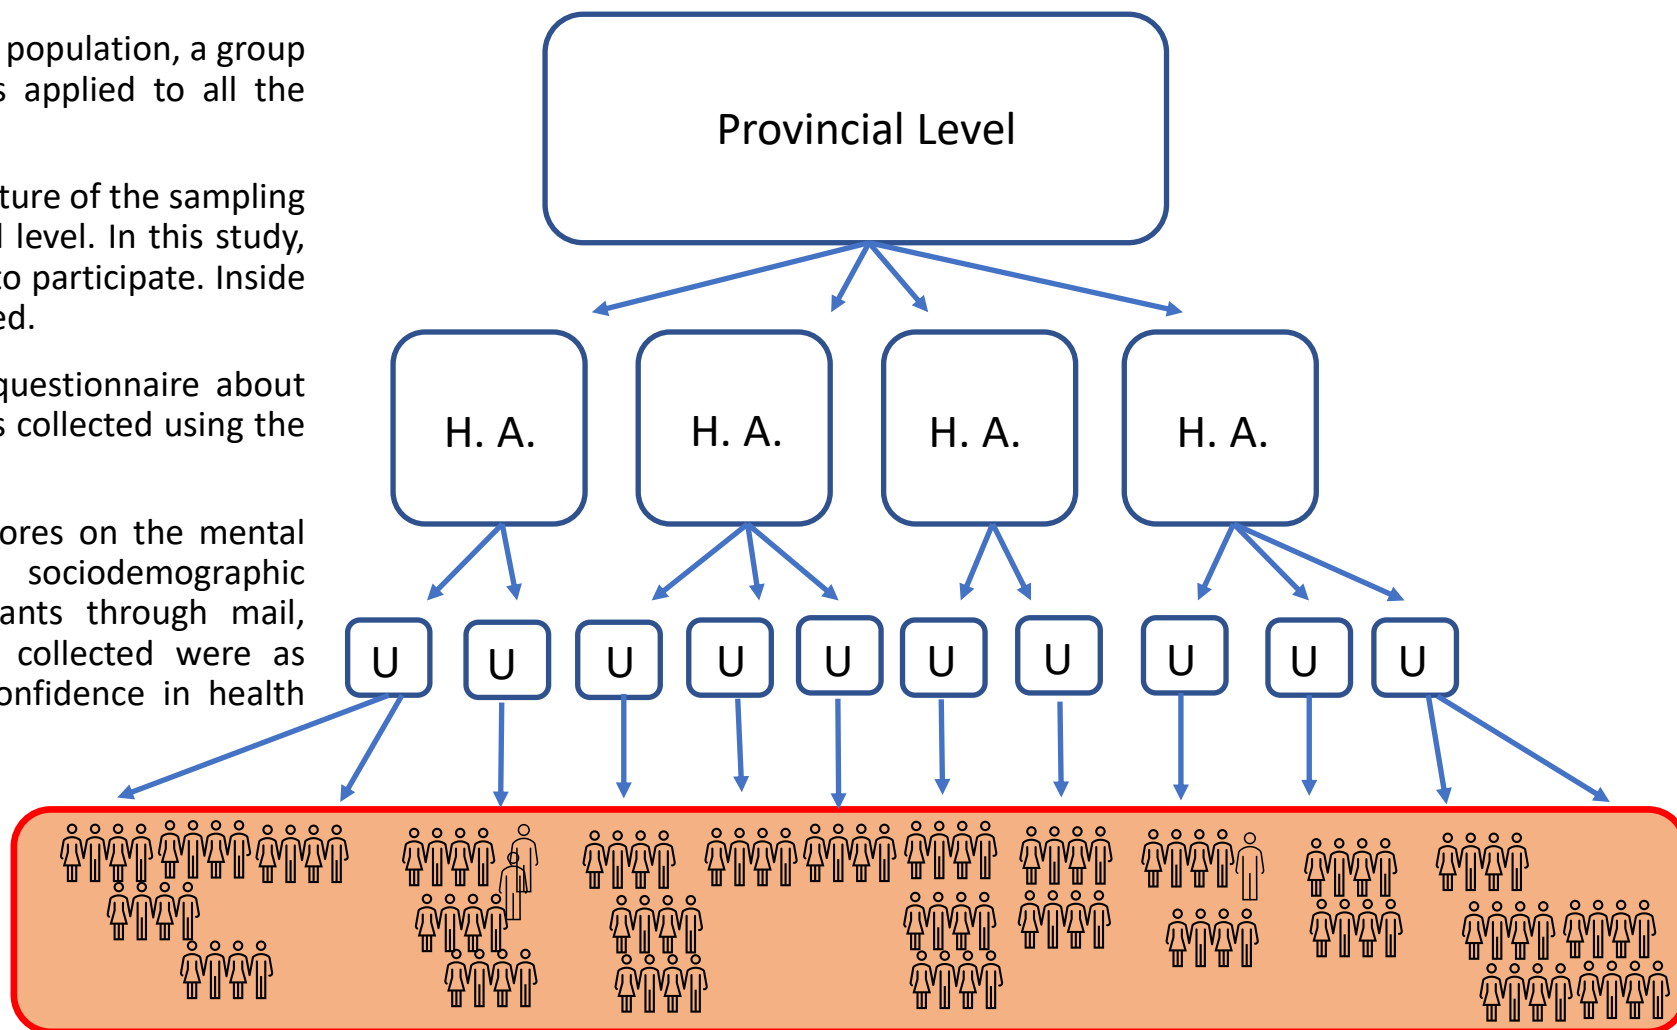 population, a group
s applied to all the
ture of the sampling
l level. In this study,
to participate. Inside
ed.
questionnaire about
s collected using the
ores on the mental
sociodemographic
ants through mail,
collected were as
onfidence in health
Provincial Level
H. A.
H. A.
H. A.
H. A.
U
U
U
U
U
U
U
U
U
U